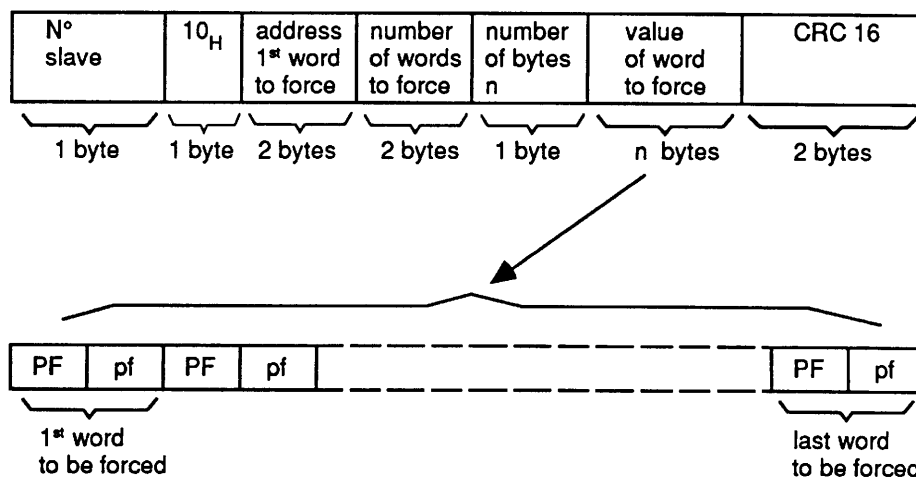 N° slave
10H
address 1st word to force
number of words to force
number of bytes n
value of word to force
CRC 16
1 byte
1 byte
2 bytes
2 bytes
1 byte
n bytes
2 bytes
PF
pf
PF
pf
PF
pf
1st word
to be forced
last word
to be forced